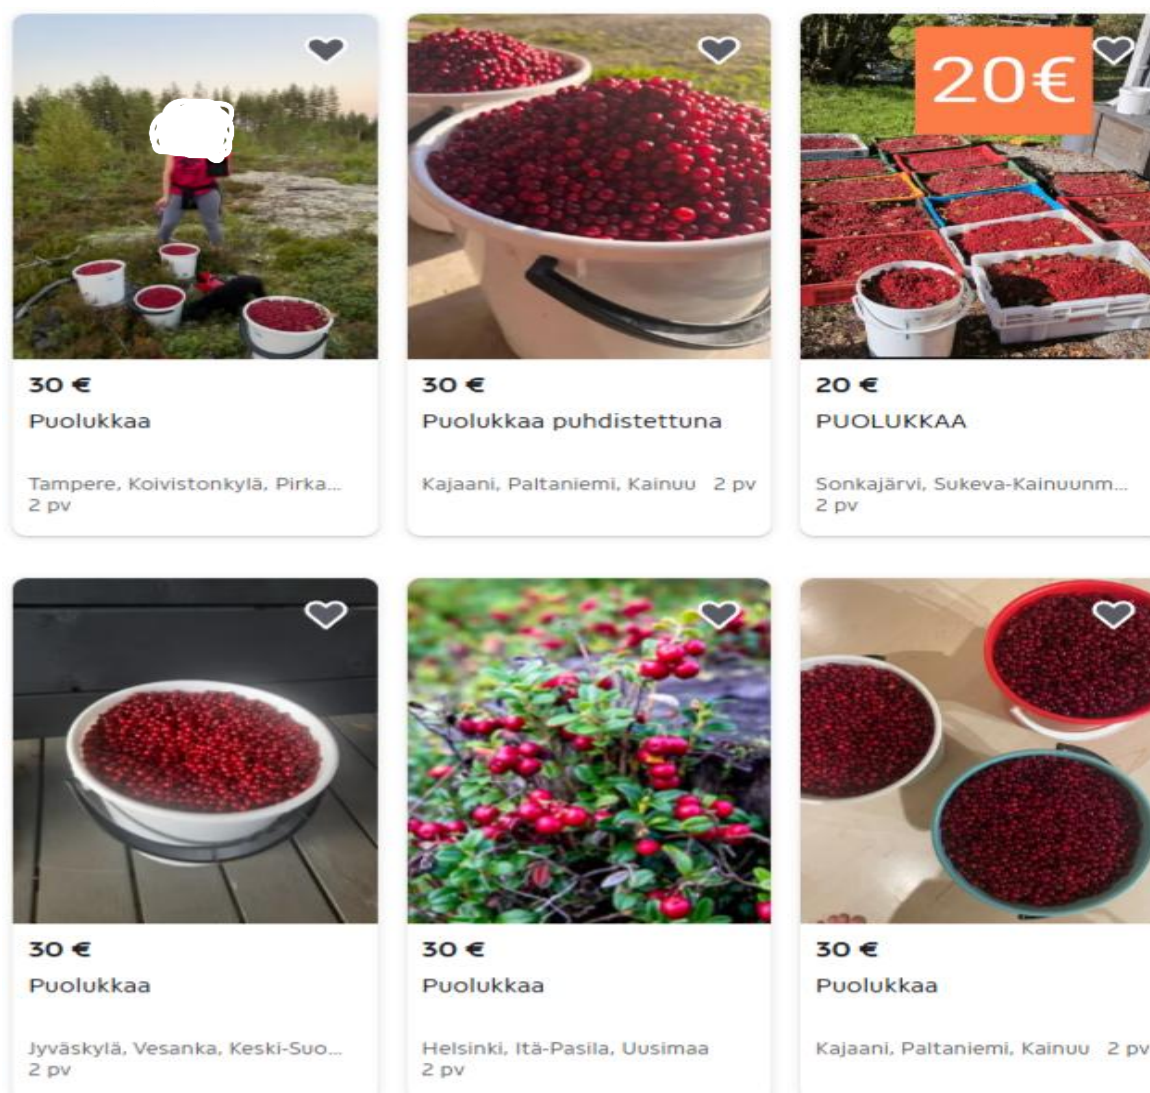 20€
30 €
Puolukkaa
Tampere, Koivistonkylä, Pirka...
2 pv
30 €
Puolukkaa puhdistettuna
Kajaani, Paltaniemi, Kainuu 2 pv
20 €
PUOLUKKAA
Sonkajärvi, Sukeva-Kainuunm...
2 pv
30 €
Puolukkaa
Jyväskylä, Vesanka, Keski-Suo...
2 pv
30 €
Puolukkaa
Helsinki, Itä-Pasila, Uusimaa
2 pv
30 €
Puolukkaa
Kajaani, Paltaniemi, Kainuu 2 pv